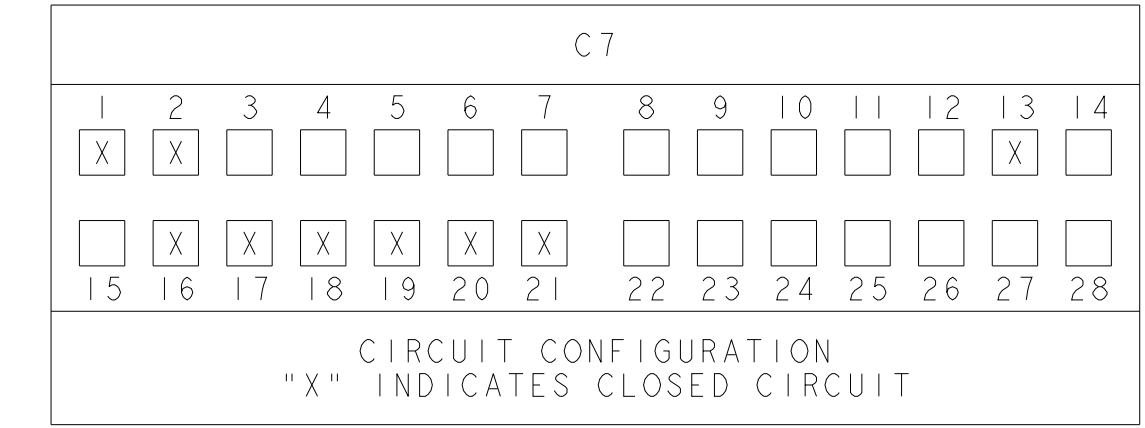 C7
1 2 3 4 5 6 7 8 9 10 11 12 13 14
X X X
X X X X X X
15 16 17 18 19 20 21 22 23 24 25 26 27 28
CIRCUIT CONFIGURATION
"X" INDICATES CLOSED CIRCUIT